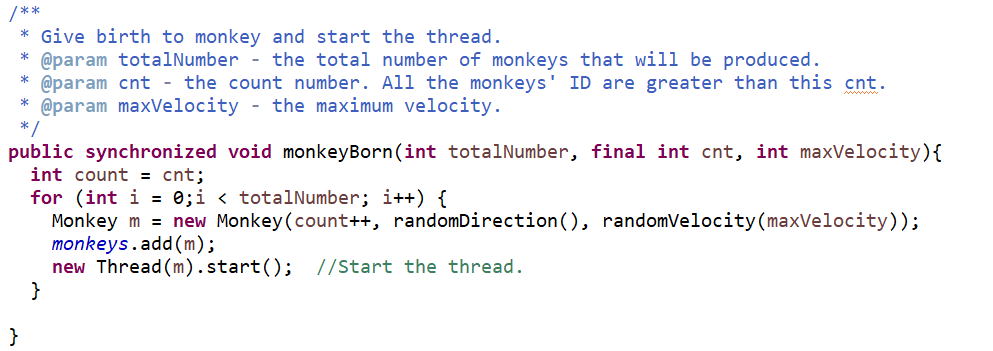 /**
 * Give birth to monkey and start the thread.
 * @param totalNumber - the total number of monkeys that will be produced.
 * @param cnt - the count number. All the monkeys' ID are greater than this cnt.
 * @param maxVelocity - the maximum velocity.
 */
public synchronized void monkeyBorn(int totalNumber, final int cnt, int maxVelocity){
  int count = cnt;
  for (int i = 0;i < totalNumber; i++) {
    Monkey m = new Monkey(count++, randomDirection(), randomVelocity(maxVelocity));
    monkeys.add(m);
    new Thread(m).start();  //Start the thread.
  }

}